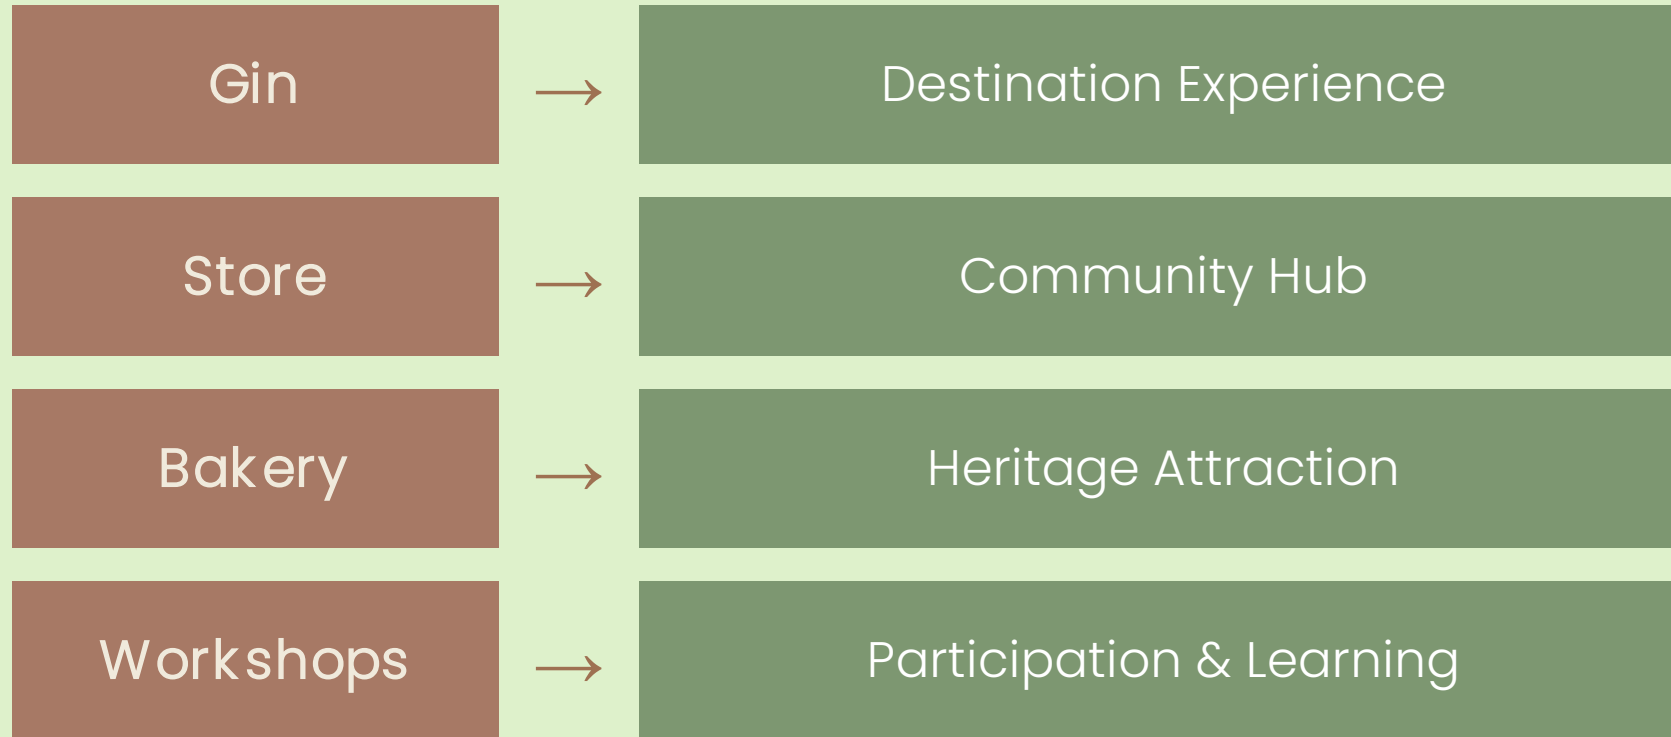 Gin → Destination Experience
Store → Community Hub
Bakery → Heritage Attraction
Workshops → Participation & Learning